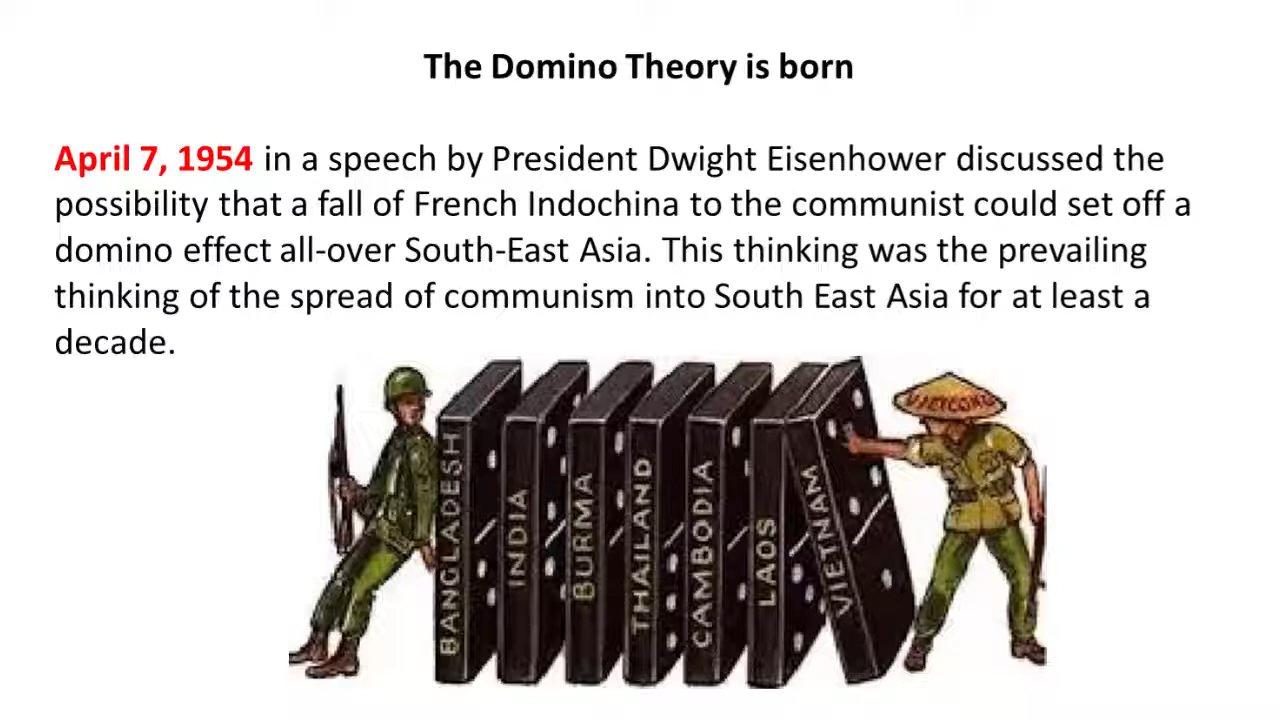 The Domino Theory is born
April 7, 1954 in a speech by President Dwight Eisenhower discussed the
possibility that a fall of French Indochina to the communist could set off a
domino effect all-over South-East Asia. This thinking was the prevailing
thinking of the spread of communism into South East Asia for at least a
decade.
BANGLADESH
INDIA
BURMA
THAILAND
CAMBODIA
LAOS
VIETNAM
VIETCONG